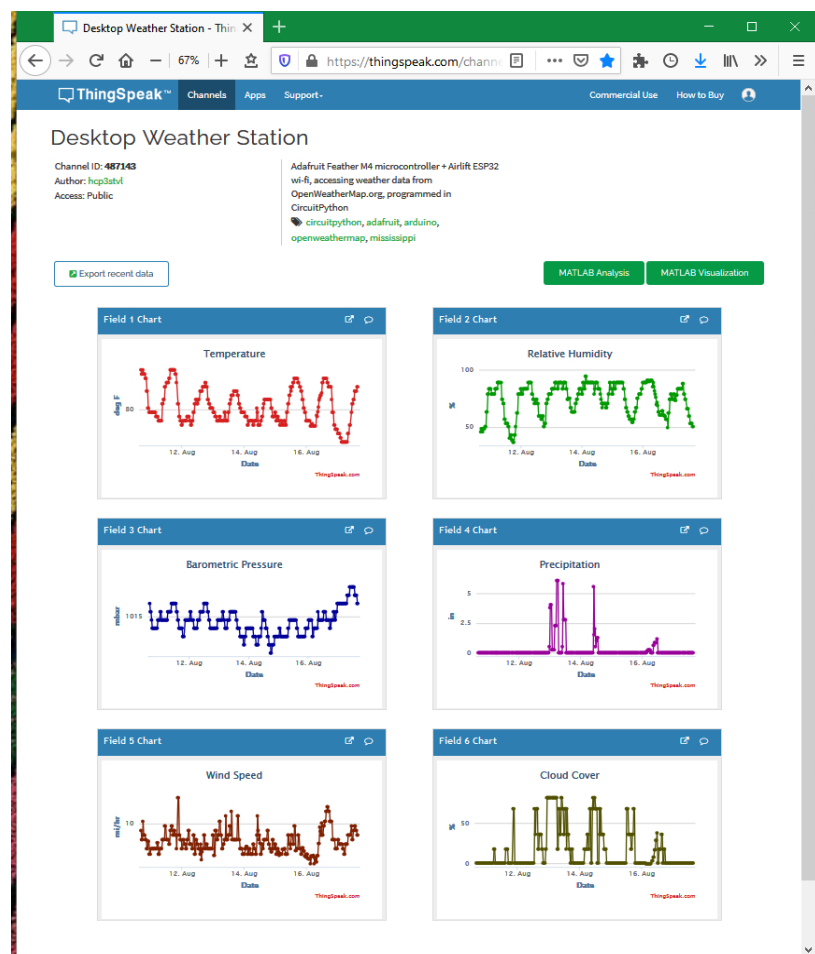 Desktop Weather Station - Thin
67%
https://thingspeak.com/channe
ThingSpeak™ Channels Apps Support- Commercial Use How to Buy
Desktop Weather Station
Channel ID: 487143
Author: hcp3stvl
Access: Public
Adafruit Feather M4 microcontroller + Airlift ESP32
wi-fi, accessing weather data from
OpenWeatherMap.org, programmed in
CircuitPython
circuitpython, adafruit, arduino,
openweathermap, mississippi
Export recent data
MATLAB Analysis MATLAB Visualization
Field 1 Chart
Temperature
deg F
80
12. Aug 14. Aug 16. Aug
Date
ThingSpeak.com
Field 2 Chart
Relative Humidity
%
100
50
12. Aug 14. Aug 16. Aug
Date
ThingSpeak.com
Field 3 Chart
Barometric Pressure
mbar
1015
12. Aug 14. Aug 16. Aug
Date
ThingSpeak.com
Field 4 Chart
Precipitation
in
5
2.5
0
12. Aug 14. Aug 16. Aug
Date
ThingSpeak.com
Field 5 Chart
Wind Speed
mi/hr
10
12. Aug 14. Aug 16. Aug
Date
ThingSpeak.com
Field 6 Chart
Cloud Cover
%
50
0
12. Aug 14. Aug 16. Aug
Date
ThingSpeak.com